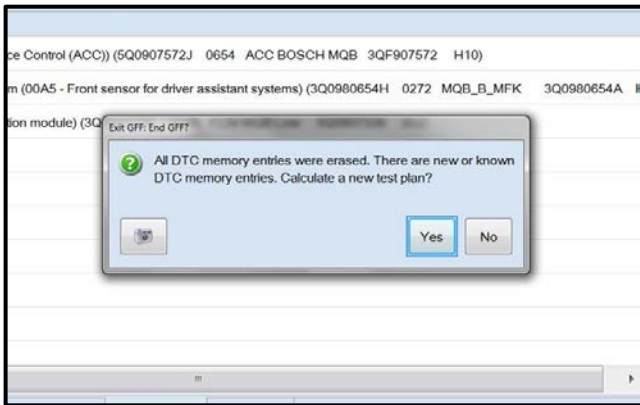 ce Control (ACC)) (5Q0907572J 0654 ACC BOSCH MQB 3QF907572 H10)
m (00A5 - Front sensor for driver assistant systems) (3Q0980654H 0272 MQB_B_MFK 3Q0980654A
tion module) (3Q
Exit GFF: End GFF?
All DTC memory entries were erased. There are new or known
DTC memory entries. Calculate a new test plan?
Yes No